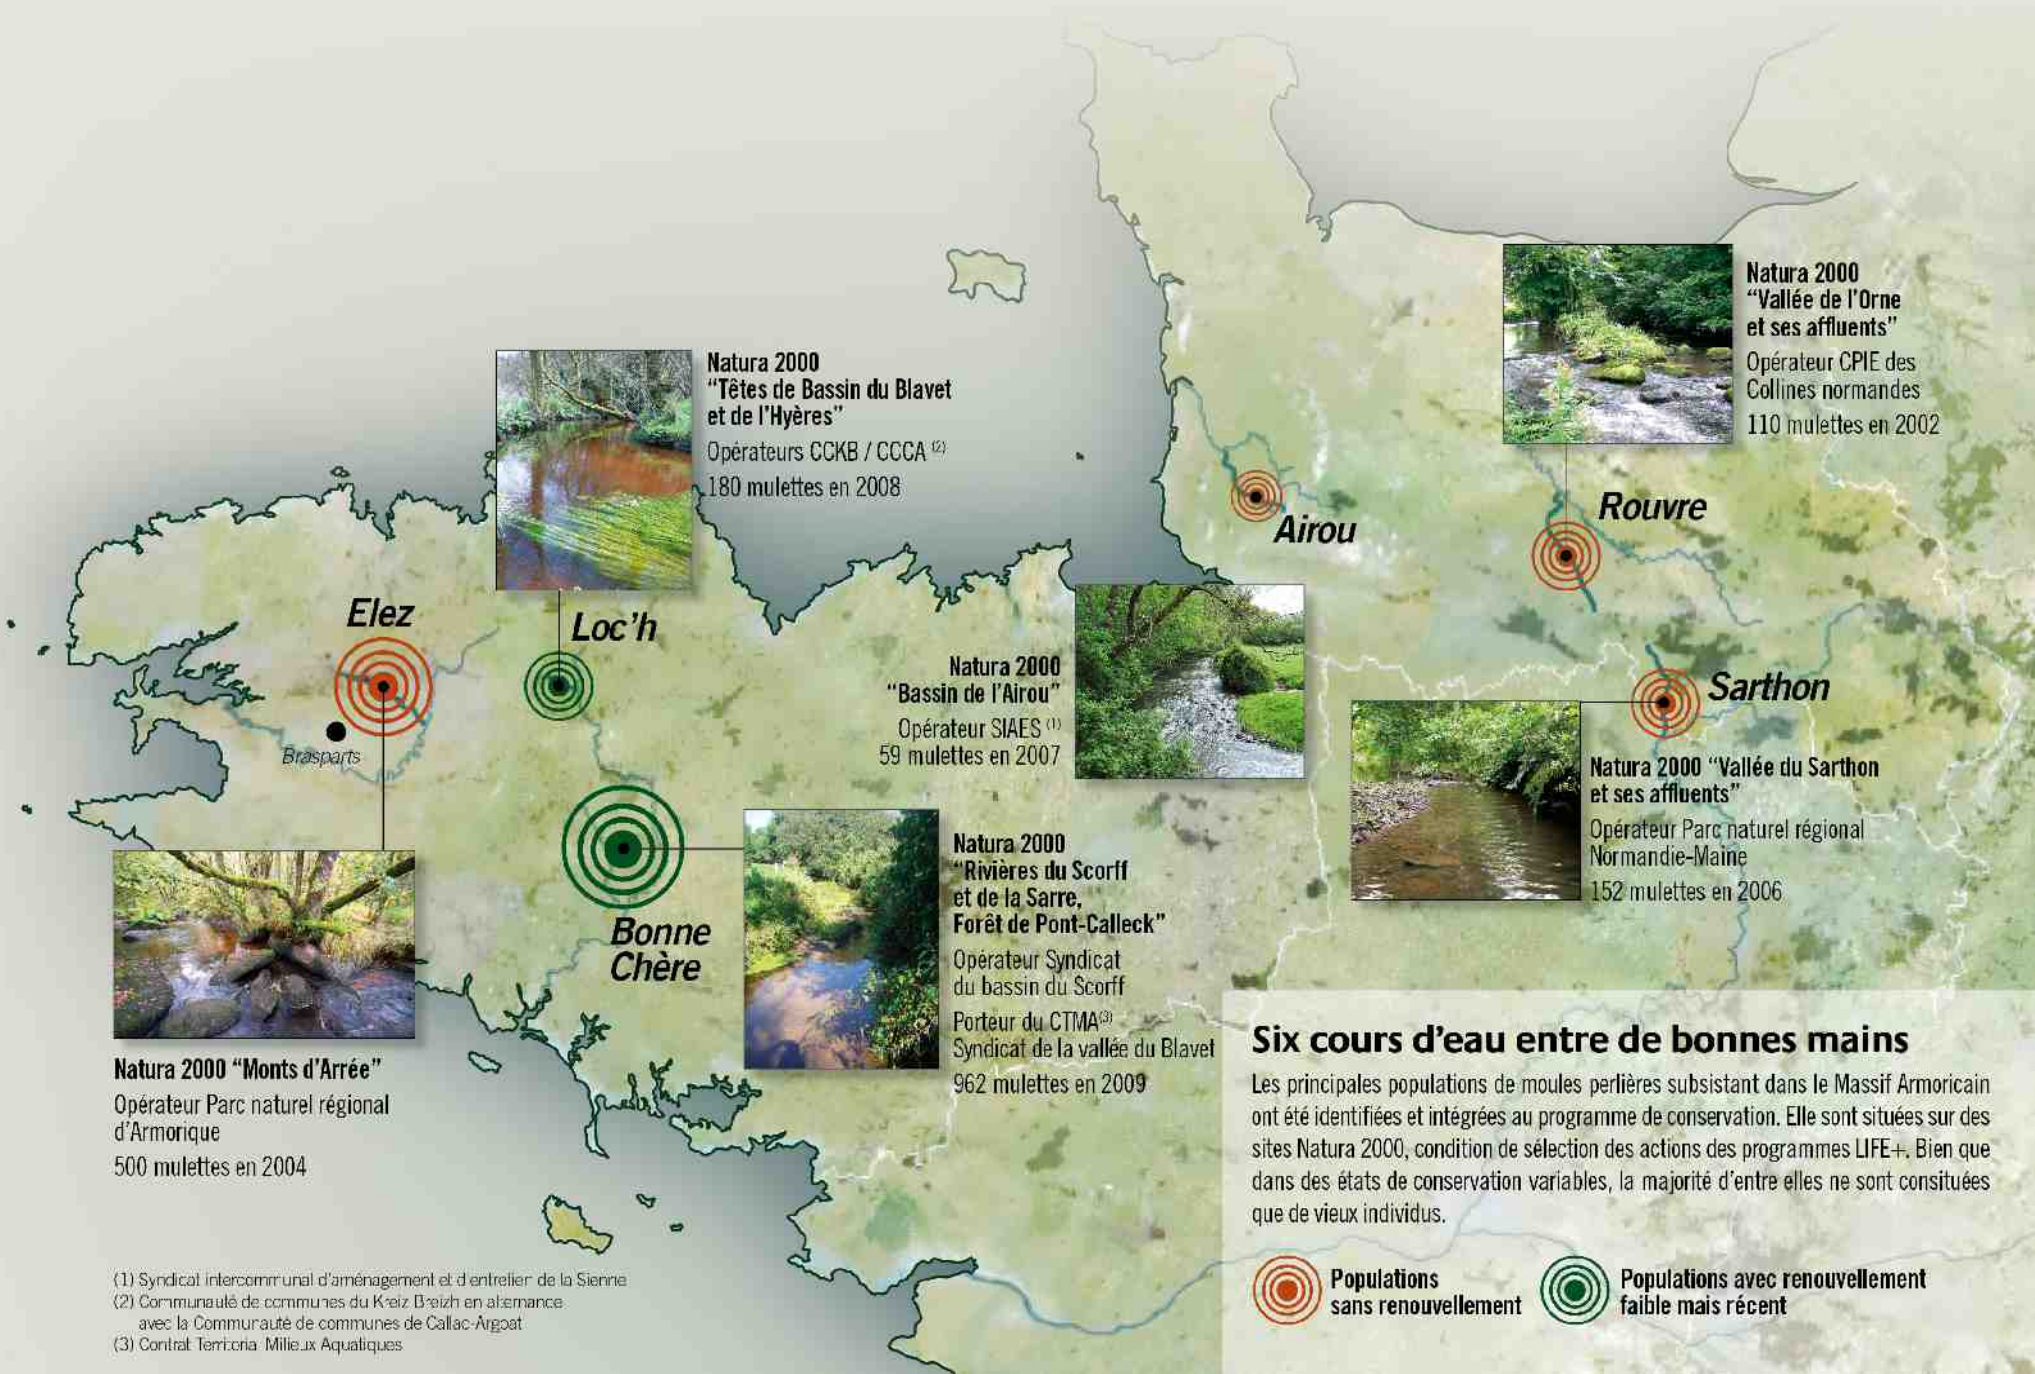 Natura 2000
“Vallée de l’Orne
et ses affluents”
Opérateur CPIE des
Collines normandes
110 mulettes en 2002
Natura 2000
“Têtes de Bassin du Blavet
et de l’Hyères”
Opérateurs CCKB / CCCA (2)
180 mulettes en 2008
Rouvre
Airou
Elez
Loc’h
Brasparts
Natura 2000
“Bassin de l’Airou”
Opérateur SIAES (1)
59 mulettes en 2007
Sarthon
Natura 2000 “Vallée du Sarthon
et ses affluents”
Opérateur Parc naturel régional
Normandie-Maine
152 mulettes en 2006
Bonne
Chère
Natura 2000
“Rivières du Scorff
et de la Sarre,
Forêt de Pont-Calleck”
Opérateur Syndicat
du bassin du Scorff
Porteur du CTMA(3)
Syndicat de la vallée du Blavet
962 mulettes en 2009
Natura 2000 “Monts d’Arrée”
Opérateur Parc naturel régional
d’Armorique
500 mulettes en 2004
Six cours d’eau entre de bonnes mains
Les principales populations de moules perlières subsistant dans le Massif Armoricain
ont été identifiées et intégrées au programme de conservation. Elle sont situées sur des
sites Natura 2000, condition de sélection des actions des programmes LIFE+. Bien que
dans des états de conservation variables, la majorité d’entre elles ne sont consituées
que de vieux individus.
Populations
sans renouvellement
Populations avec renouvellement
faible mais récent
(1) Syndicat intercommunal d’aménagement et d’entretien de la Sienne
(2) Communauté de communes du Kreiz Breizh en alternance
avec la Communauté de communes de Callac-Argoat
(3) Contrat Territorial Milieux Aquatiques